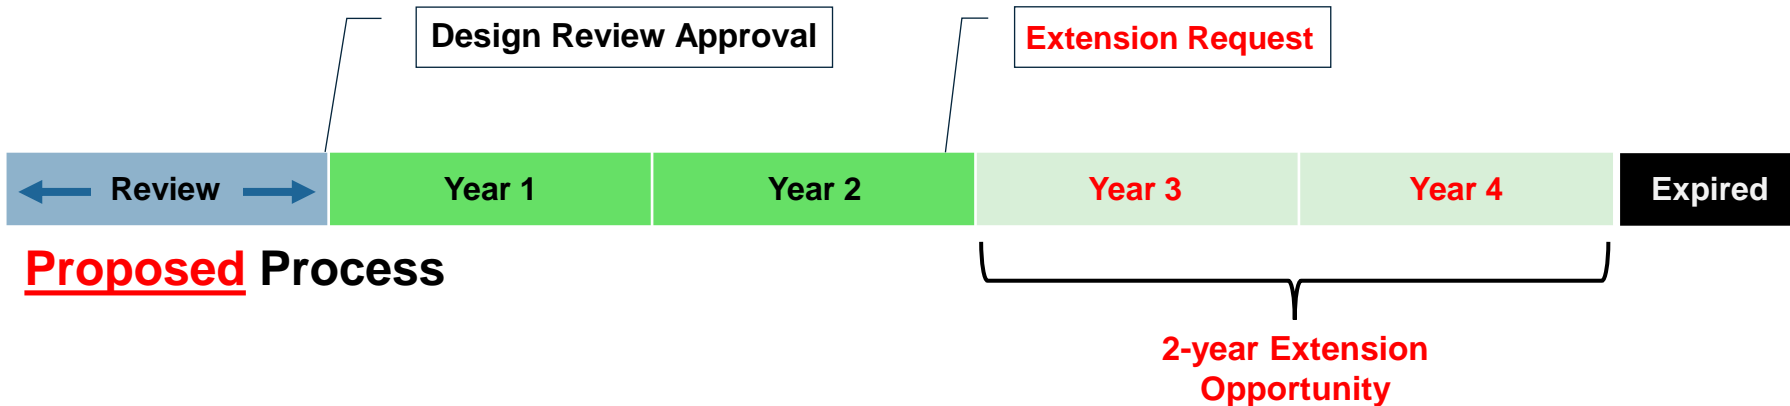 Design Review Approval
Extension Request
Review
Year 1
Year 2
Year 3
Year 4
Expired
Proposed Process
2-year Extension
Opportunity